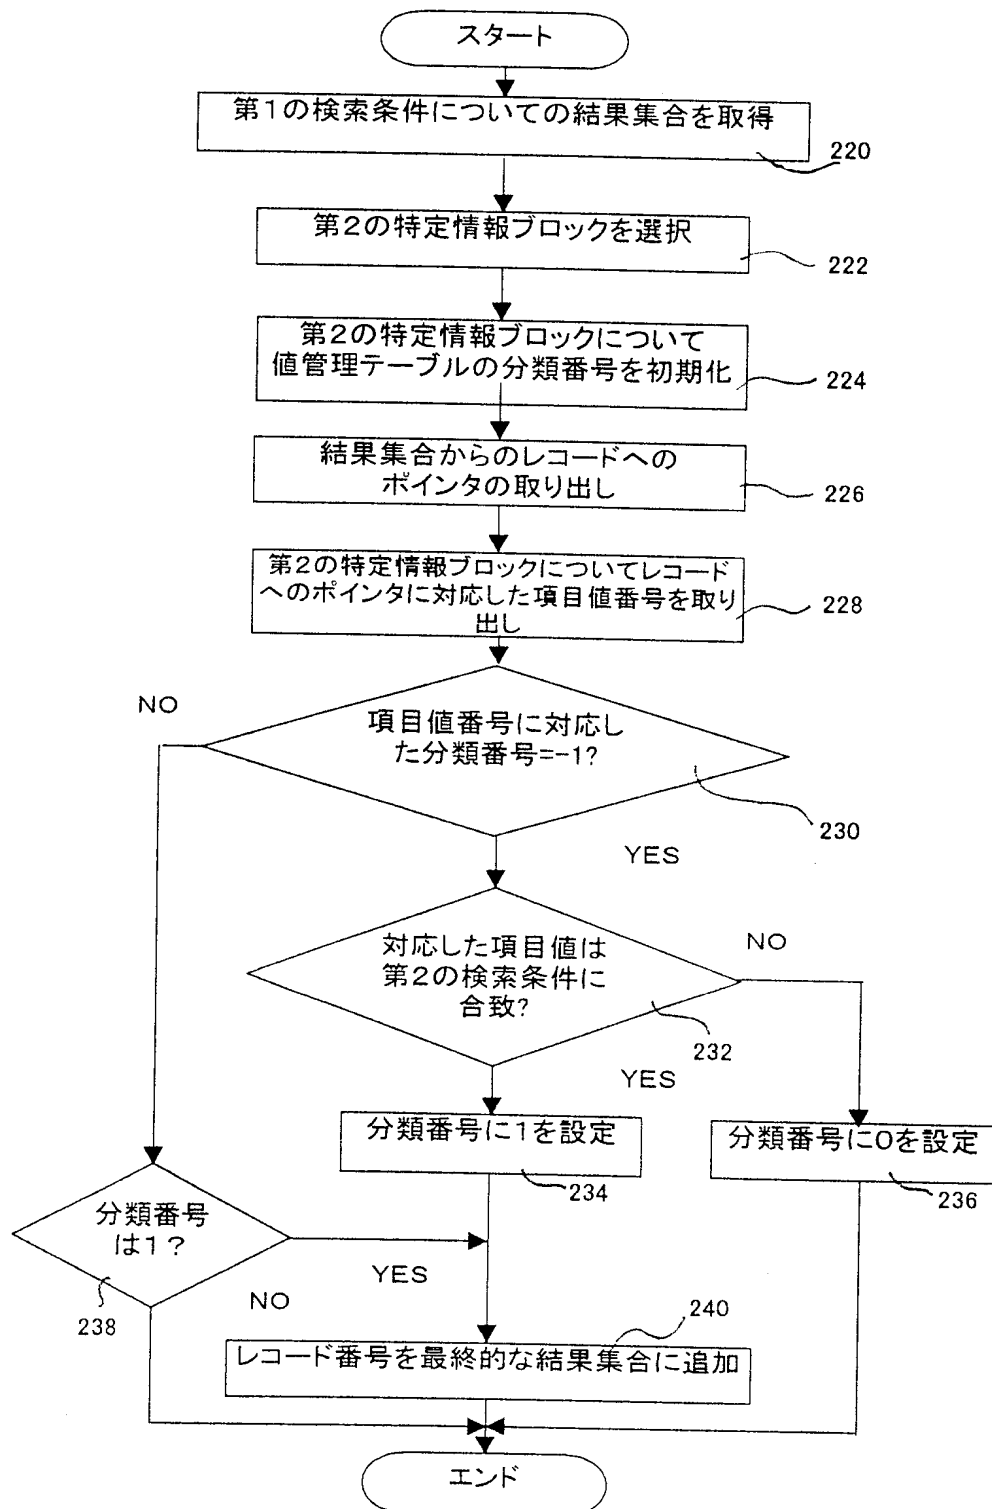 スタート
第1の検索条件についての結果集合を取得
220
第2の特定情報ブロックを選択
222
第2の特定情報ブロックについて
値管理テーブルの分類番号を初期化
224
結果集合からのレコードへの
ポインタの取り出し
226
第2の特定情報ブロックについてレコード
へのポインタに対応した項目値番号を取り
出し
228
NO
項目値番号に対応し
た分類番号=-1?
230
YES
対応した項目値は
第2の検索条件に
合致?
NO
232
YES
分類番号に1を設定
234
分類番号に0を設定
236
分類番号
は1?
YES
238
NO
240
レコード番号を最終的な結果集合に追加
エンド